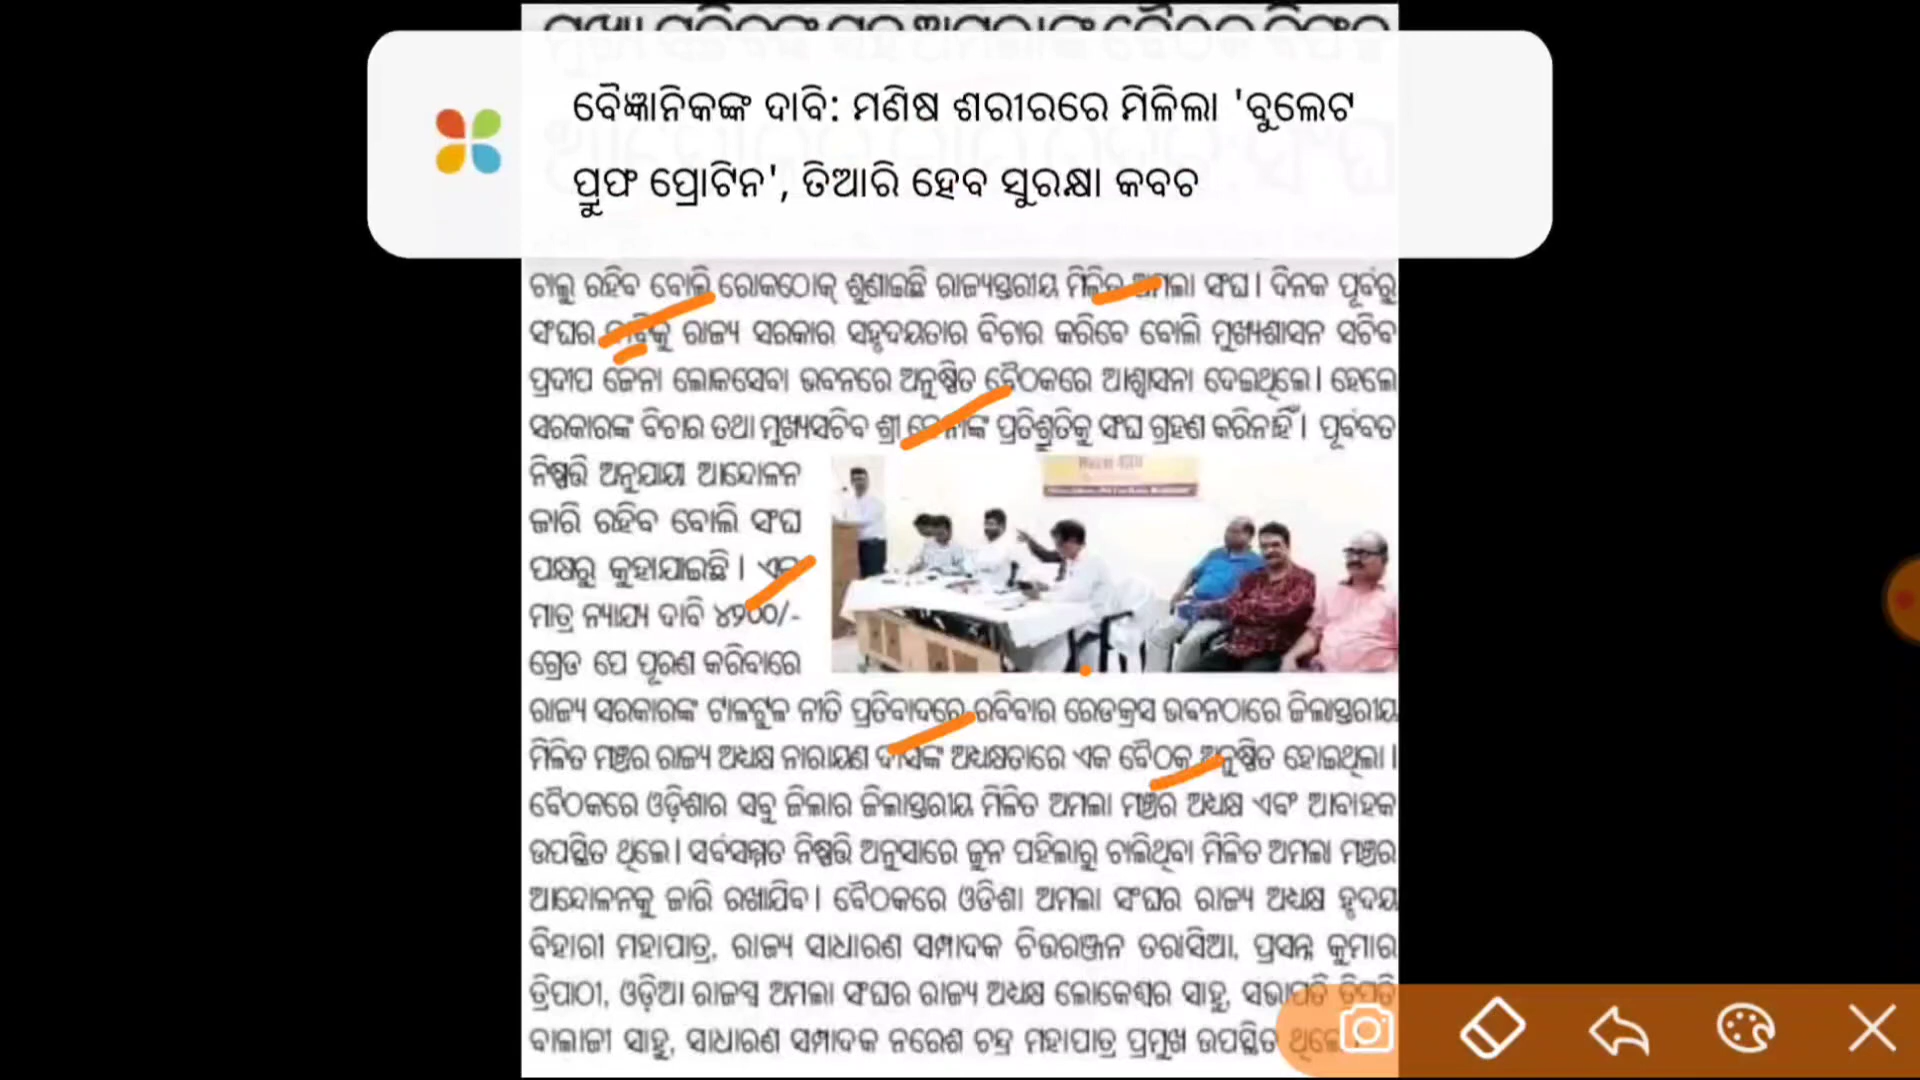 ବୈଜ୍ଞାନିକଙ୍କ ଦାବି: ମଣିଷ ଶରୀରରେ ମିଳିଲା 'ବୁଲେଟ
ପ୍ରୁଫ ପ୍ରୋଟିନ', ତିଆରି ହେବ ସୁରକ୍ଷା କବଚ
ଚାଲୁ ରହିବ ବୋଲି ରୋକଠୋକ୍ ଶୁଣାଇଛି ରାଜ୍ୟସ୍ତରୀୟ ମିଳିତ ଅମଲା ସଂଘ। ଦିନକ ପୂର୍ବରୁ
ସଂଘର ଦାବିକୁ ରାଜ୍ୟ ସରକାର ସହୃଦୟତାର ବିଚାର କରିବେ ବୋଲି ମୁଖ୍ୟଶାସନ ସଚିବ
ପ୍ରଦୀପ ଜେନା ଲୋକସେବା ଭବନରେ ଅନୁଷ୍ଠିତ ବୈଠକରେ ଆଶ୍ୱାସନା ଦେଇଥିଲେ। ହେଲେ
ସରକାରଙ୍କ ବିଚାର ତଥା ମୁଖ୍ୟସଚିବ ଶ୍ରୀ ଜେନାଙ୍କ ପ୍ରତିଶ୍ରୁତିକୁ ସଂଘ ଗ୍ରହଣ କରିନାହିଁ। ପୂର୍ବବତ
ନିଷ୍ପତ୍ତି ଅନୁଯାୟୀ ଆନ୍ଦୋଳନ
ଜାରି ରହିବ ବୋଲି ସଂଘ
ପକ୍ଷରୁ କୁହାଯାଇଛି। ଏକ
ମାତ୍ର ନ୍ୟାଯ୍ୟ ଦାବି ୪୨୦୦/-
ଗ୍ରେଡ ପେ ପୂରଣ କରିବାରେ
ରାଜ୍ୟ ସରକାରଙ୍କ ଟାଳଟୁଳ ନୀତି ପ୍ରତିବାଦରେ ରବିବାର ରେଡକ୍ରସ ଭବନଠାରେ ଜିଲାସ୍ତରୀୟ
ମିଳିତ ମଞ୍ଚର ରାଜ୍ୟ ଅଧ୍ୟକ୍ଷ ନାରାୟଣ ଦାସଙ୍କ ଅଧ୍ୟକ୍ଷତାରେ ଏକ ବୈଠକ ଅନୁଷ୍ଠିତ ହୋଇଥିଲା।
ବୈଠକରେ ଓଡ଼ିଶାର ସବୁ ଜିଲାର ଜିଲାସ୍ତରୀୟ ମିଳିତ ଅମଲା ମଞ୍ଚର ଅଧ୍ୟକ୍ଷ ଏବଂ ଆବାହକ
ଉପସ୍ଥିତ ଥିଲେ। ସର୍ବସମ୍ମତ ନିଷ୍ପତ୍ତି ଅନୁସାରେ ଜୁନ ପହିଲାରୁ ଚାଲିଥିବା ମିଳିତ ଅମଲା ମଞ୍ଚର
ଆନ୍ଦୋଳନକୁ ଜାରି ରଖାଯିବ। ବୈଠକରେ ଓଡିଶା ଅମଲା ସଂଘର ରାଜ୍ୟ ଅଧ୍ୟକ୍ଷ ହୃଦୟ
ବିହାରୀ ମହାପାତ୍ର, ରାଜ୍ୟ ସାଧାରଣ ସମ୍ପାଦକ ଚିତ୍ତରଞ୍ଜନ ତରାସିଆ, ପ୍ରସନ୍ନ କୁମାର
ତ୍ରିପାଠୀ, ଓଡ଼ିଆ ରାଜସ୍ୱ ଅମଲା ସଂଘର ରାଜ୍ୟ ଅଧ୍ୟକ୍ଷ ଲୋକେଶ୍ୱର ସାହୁ, ସଭାପତି ତିପତି
ବାଲାଜୀ ସାହୁ, ସାଧାରଣ ସମ୍ପାଦକ ନରେଶ ଚନ୍ଦ୍ର ମହାପାତ୍ର ପ୍ରମୁଖ ଉପସ୍ଥିତ ଥିଲେ